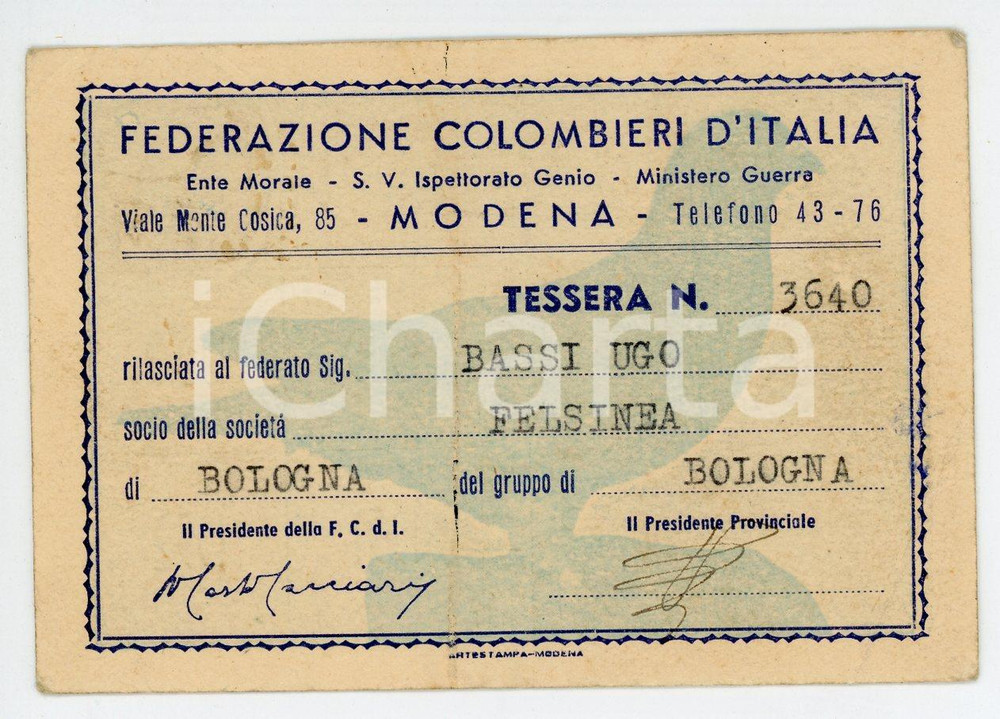 FEDERAZIONE COLOMBIERI D'ITALIA
Ente Morale - S. V. Ispettorato Genio - Ministero Guerra
Viale Monte Cosica, 85 - MODENA - Telefono 43-76
TESSERA N. 3640
rilasciata al federato Sig. BASSI UGO
socio della societá FELSINEA
di BOLOGNA del gruppo di BOLOGNA
Il Presidente della F. C. d. I. Il Presidente Provinciale
ARTESTAMPA-MODENA
iCharta